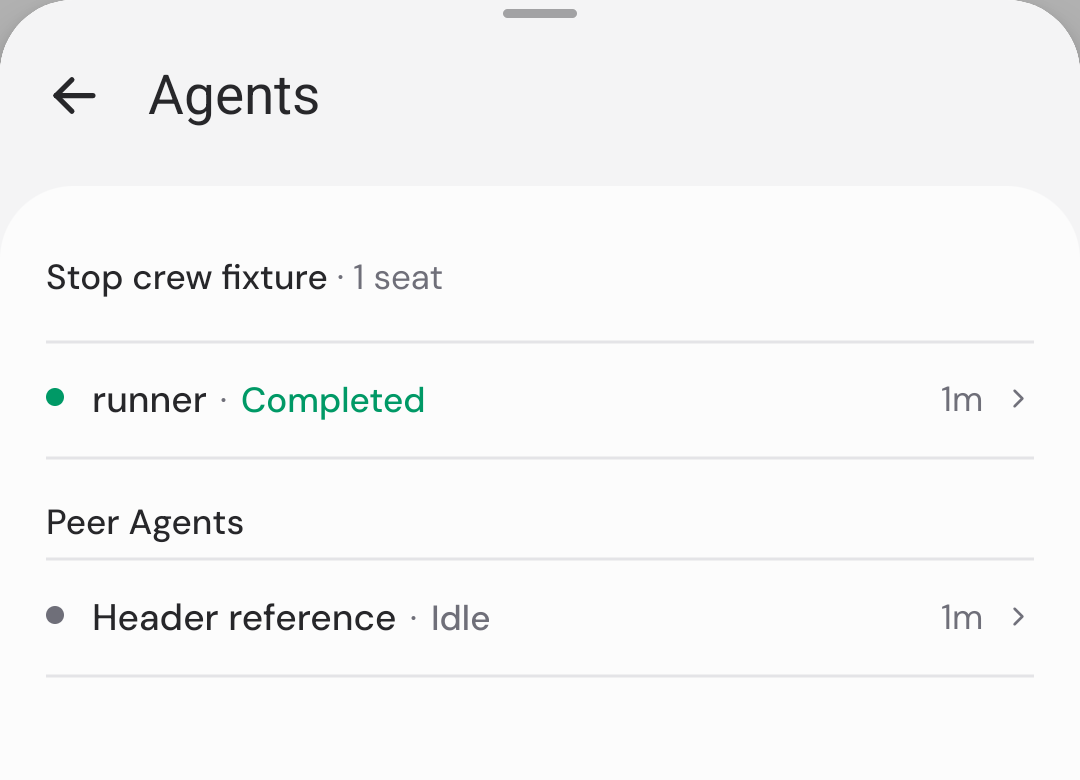 Agents
Stop crew fixture · 1 seat
runner · Completed 1m
Peer Agents
Header reference · Idle 1m